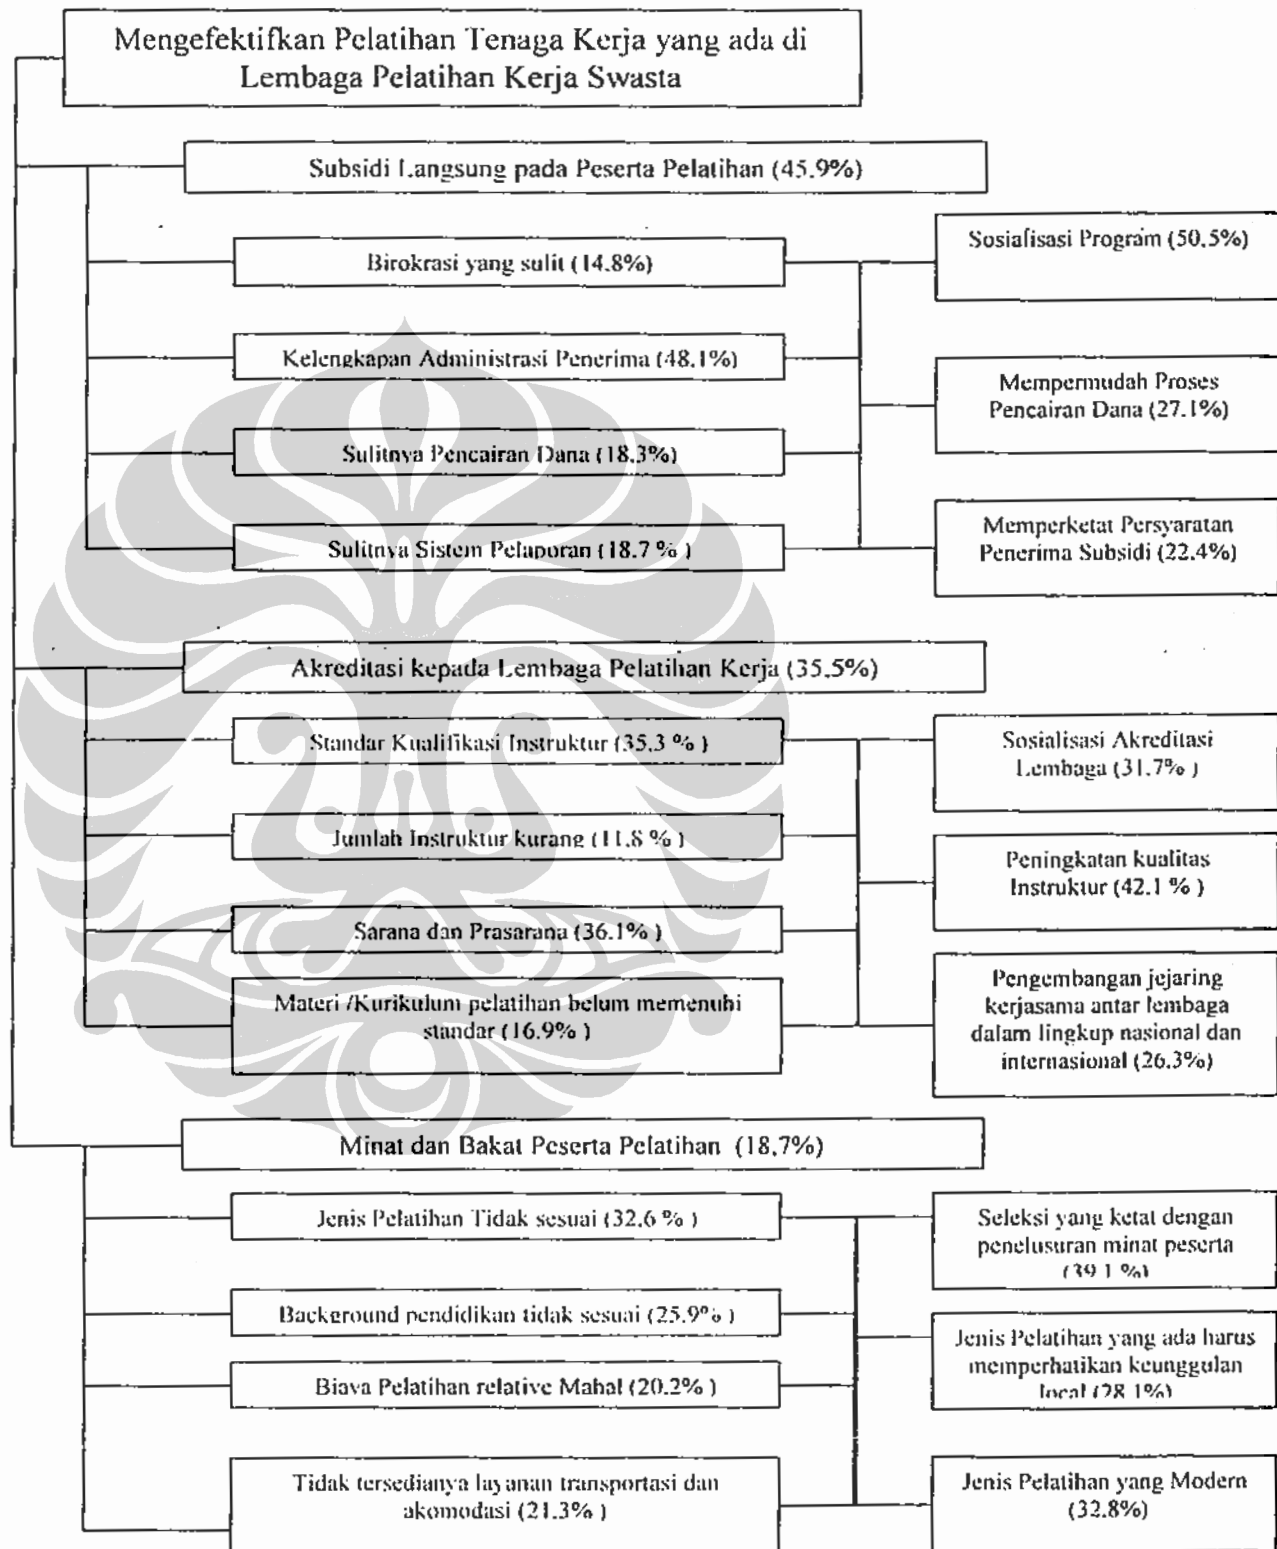 Mengefektifkan Pelatihan Tenaga Kerja yang ada di
Lembaga Pelatihan Kerja Swasta
Subsidi Langsung pada Peserta Pelatihan (45.9%)
Birokrasi yang sulit (14.8%)
Kelengkapan Administrasi Penerima (48.1%)
Sulitnya Pencairan Dana (18.3%)
Sulitnya Sistem Pelaporan (18.7 % )
Sosialisasi Program (50.5%)
Mempermudah Proses
Pencairan Dana (27.1%)
Memperketat Persyaratan
Penerima Subsidi (22.4%)
Akreditasi kepada Lembaga Pelatihan Kerja (35.5%)
Standar Kualifikasi Instruktur (35.3 % )
Jumlah Instruktur kurang (11.8 % )
Sarana dan Prasarana (36.1% )
Materi /Kurikulum pelatihan belum memenuhi
standar (16.9% )
Sosialisasi Akreditasi
Lembaga (31.7% )
Peningkatan kualitas
Instruktur (42.1 % )
Pengembangan jejaring
kerjasama antar lembaga
dalam lingkup nasional dan
internasional (26.3%)
Minat dan Bakat Peserta Pelatihan (18.7%)
Jenis Pelatihan Tidak sesuai (32.6 % )
Background pendidikan tidak sesuai (25.9% )
Biaya Pelatihan relative Mahal (20.2% )
Tidak tersedianya layanan transportasi dan
akomodasi (21.3% )
Seleksi yang ketat dengan
penelusuran minat peserta
(39.1 %)
Jenis Pelatihan yang ada harus
memperhatikan keunggulan
local (28.1%)
Jenis Pelatihan yang Modern
(32.8%)